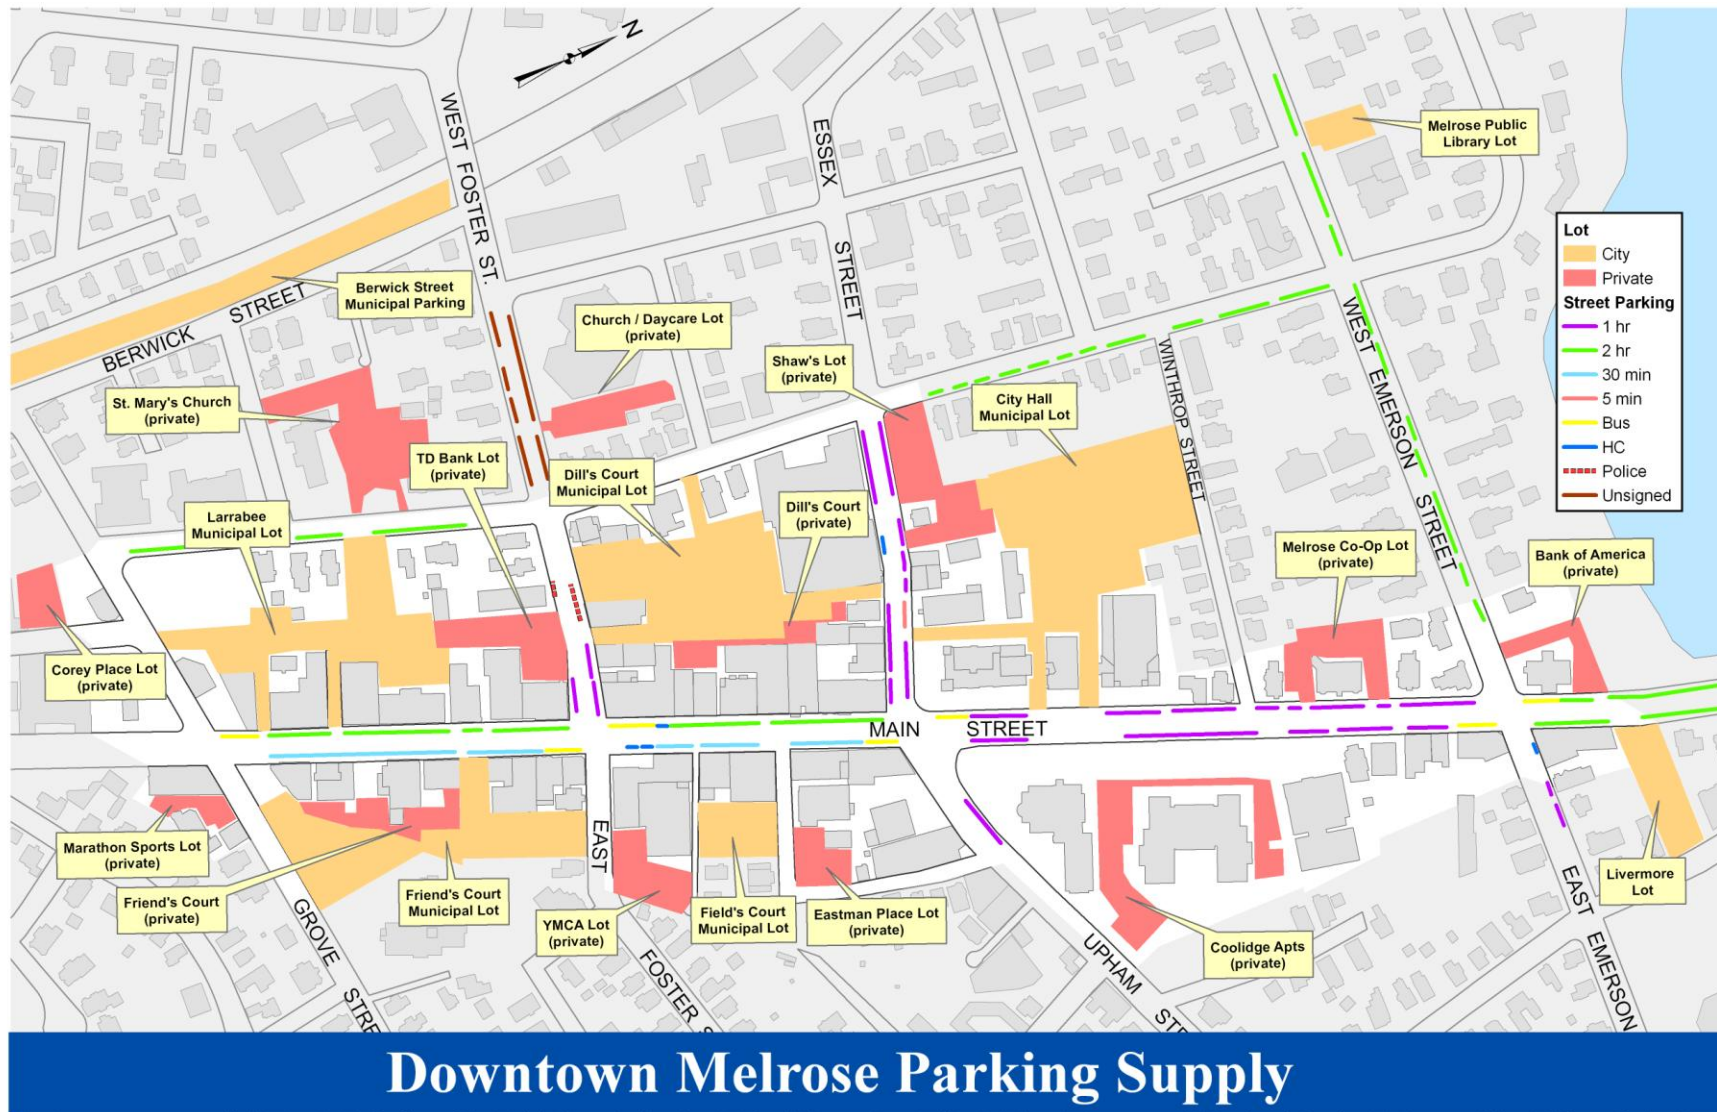 N
WEST FOSTER ST.
ESSEX
STREET
Melrose Public
Library Lot
Lot
City
Private
Street Parking
1 hr
2 hr
30 min
5 min
Bus
HC
Police
Unsigned
Berwick Street
Municipal Parking
BERWICK STREET
Church / Daycare Lot
(private)
Shaw's Lot
(private)
City Hall
Municipal Lot
WINTHROP STREET
WEST EMERSON STREET
St. Mary's Church
(private)
TD Bank Lot
(private)
Dill's Court
Municipal Lot
Dill's Court
(private)
Larrabee
Municipal Lot
Melrose Co-Op Lot
(private)
Bank of America
(private)
Corey Place Lot
(private)
MAIN STREET
Marathon Sports Lot
(private)
Friend's Court
(private)
Friend's Court
Municipal Lot
YMCA Lot
(private)
Field's Court
Municipal Lot
Eastman Place Lot
(private)
Coolidge Apts
(private)
Livermore
Lot
GROVE STRE
EAST
FOSTER S
UPHAM STR
EAST EMERSON
Downtown Melrose Parking Supply